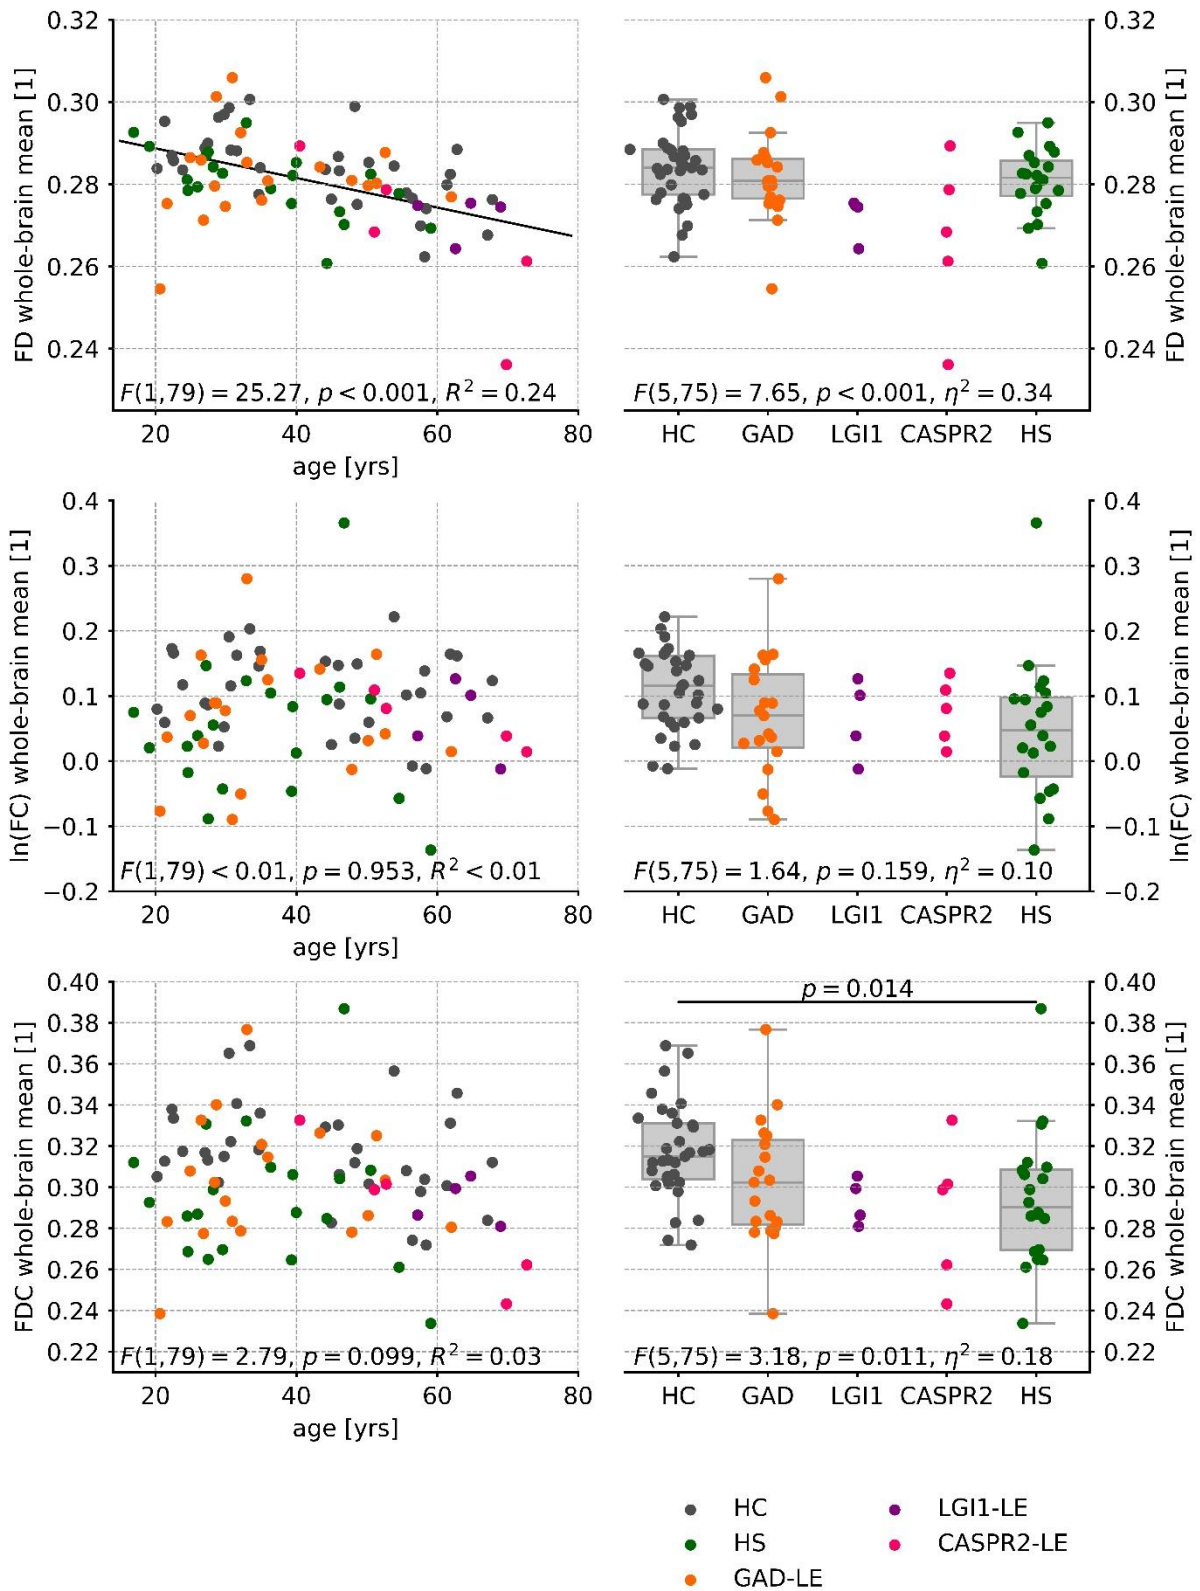 0.32
0.30
0.28
0.26
0.24
FD whole-brain mean [1]
F(1,79) = 25.27, p < 0.001, R² = 0.24
20 40 60 80
age [yrs]
0.32
0.30
0.28
0.26
0.24
FD whole-brain mean [1]
F(5,75) = 7.65, p < 0.001, η² = 0.34
HC GAD LGI1 CASPR2 HS
0.4
0.3
0.2
0.1
0.0
−0.1
−0.2
ln(FC) whole-brain mean [1]
F(1,79) < 0.01, p = 0.953, R² < 0.01
20 40 60 80
age [yrs]
0.4
0.3
0.2
0.1
0.0
−0.1
−0.2
ln(FC) whole-brain mean [1]
F(5,75) = 1.64, p = 0.159, η² = 0.10
HC GAD LGI1 CASPR2 HS
0.40
0.38
0.36
0.34
0.32
0.30
0.28
0.26
0.24
0.22
FDC whole-brain mean [1]
F(1,79) = 2.79, p = 0.099, R² = 0.03
20 40 60 80
age [yrs]
p = 0.014
0.40
0.38
0.36
0.34
0.32
0.30
0.28
0.26
0.24
0.22
FDC whole-brain mean [1]
F(5,75) = 3.18, p = 0.011, η² = 0.18
HC GAD LGI1 CASPR2 HS
HC
HS
GAD-LE
LGI1-LE
CASPR2-LE